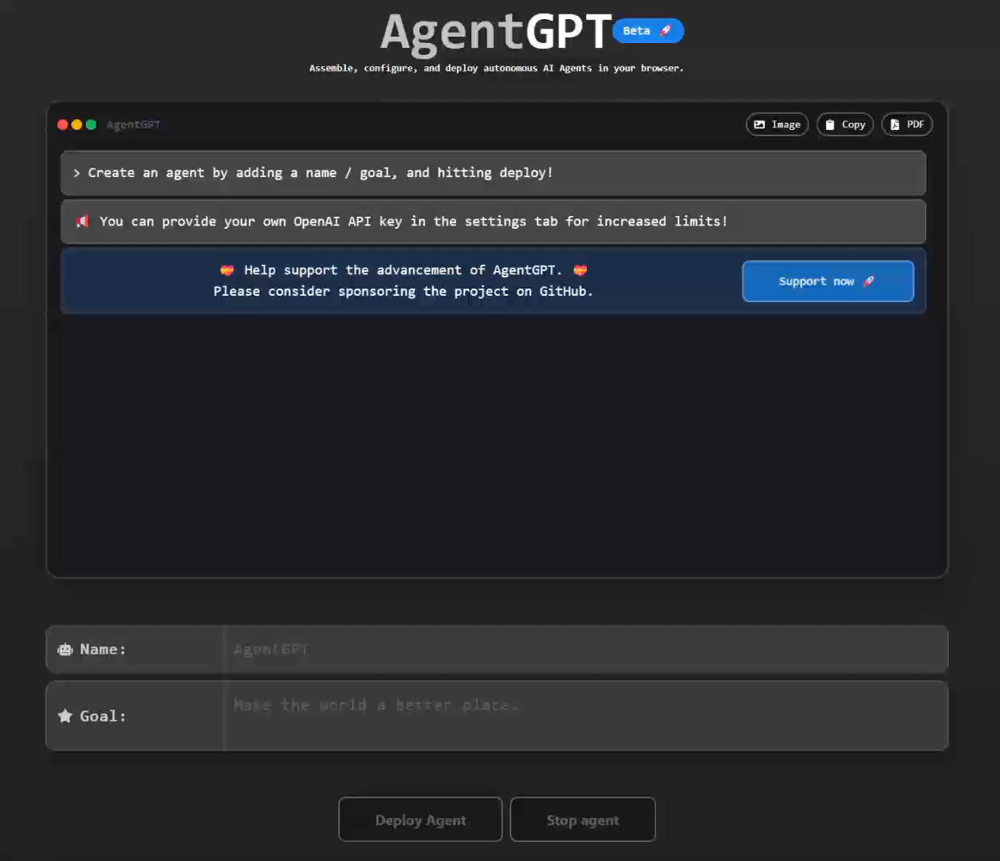 AgentGPT Beta 🚀
Assemble, configure, and deploy autonomous AI Agents in your browser.
AgentGPT
Image Copy PDF
> Create an agent by adding a name / goal, and hitting deploy!
📢 You can provide your own OpenAI API key in the settings tab for increased limits!
💝 Help support the advancement of AgentGPT. 💝
Please consider sponsoring the project on GitHub.
Support now 🚀
Name: AgentGPT
Goal: Make the world a better place.
Deploy Agent Stop agent